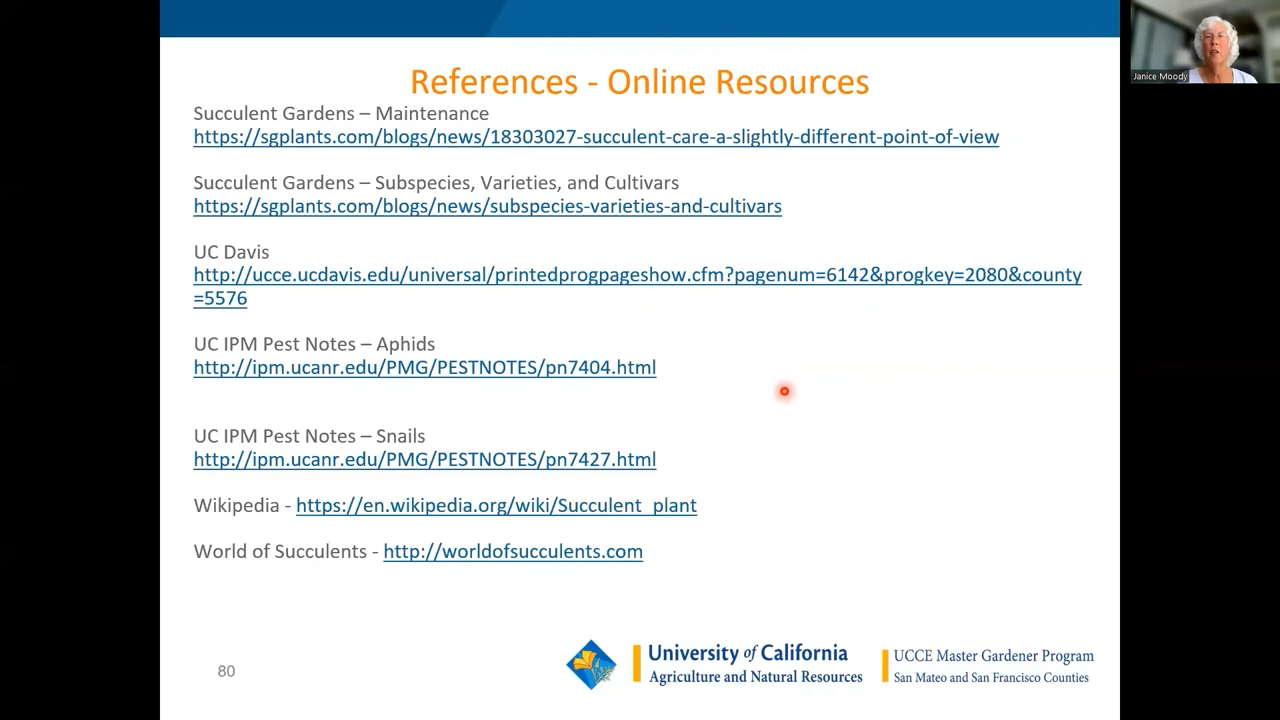 References - Online Resources
Janice Moody
Succulent Gardens – Maintenance
https://sgplants.com/blogs/news/18303027-succulent-care-a-slightly-different-point-of-view
Succulent Gardens – Subspecies, Varieties, and Cultivars
https://sgplants.com/blogs/news/subspecies-varieties-and-cultivars
UC Davis
http://ucce.ucdavis.edu/universal/printedprogpageshow.cfm?pagenum=6142&progkey=2080&county
=5576
UC IPM Pest Notes – Aphids
http://ipm.ucanr.edu/PMG/PESTNOTES/pn7404.html
UC IPM Pest Notes – Snails
http://ipm.ucanr.edu/PMG/PESTNOTES/pn7427.html
Wikipedia - https://en.wikipedia.org/wiki/Succulent_plant
World of Succulents - http://worldofsucculents.com
80
University of California
Agriculture and Natural Resources
UCCE Master Gardener Program
San Mateo and San Francisco Counties